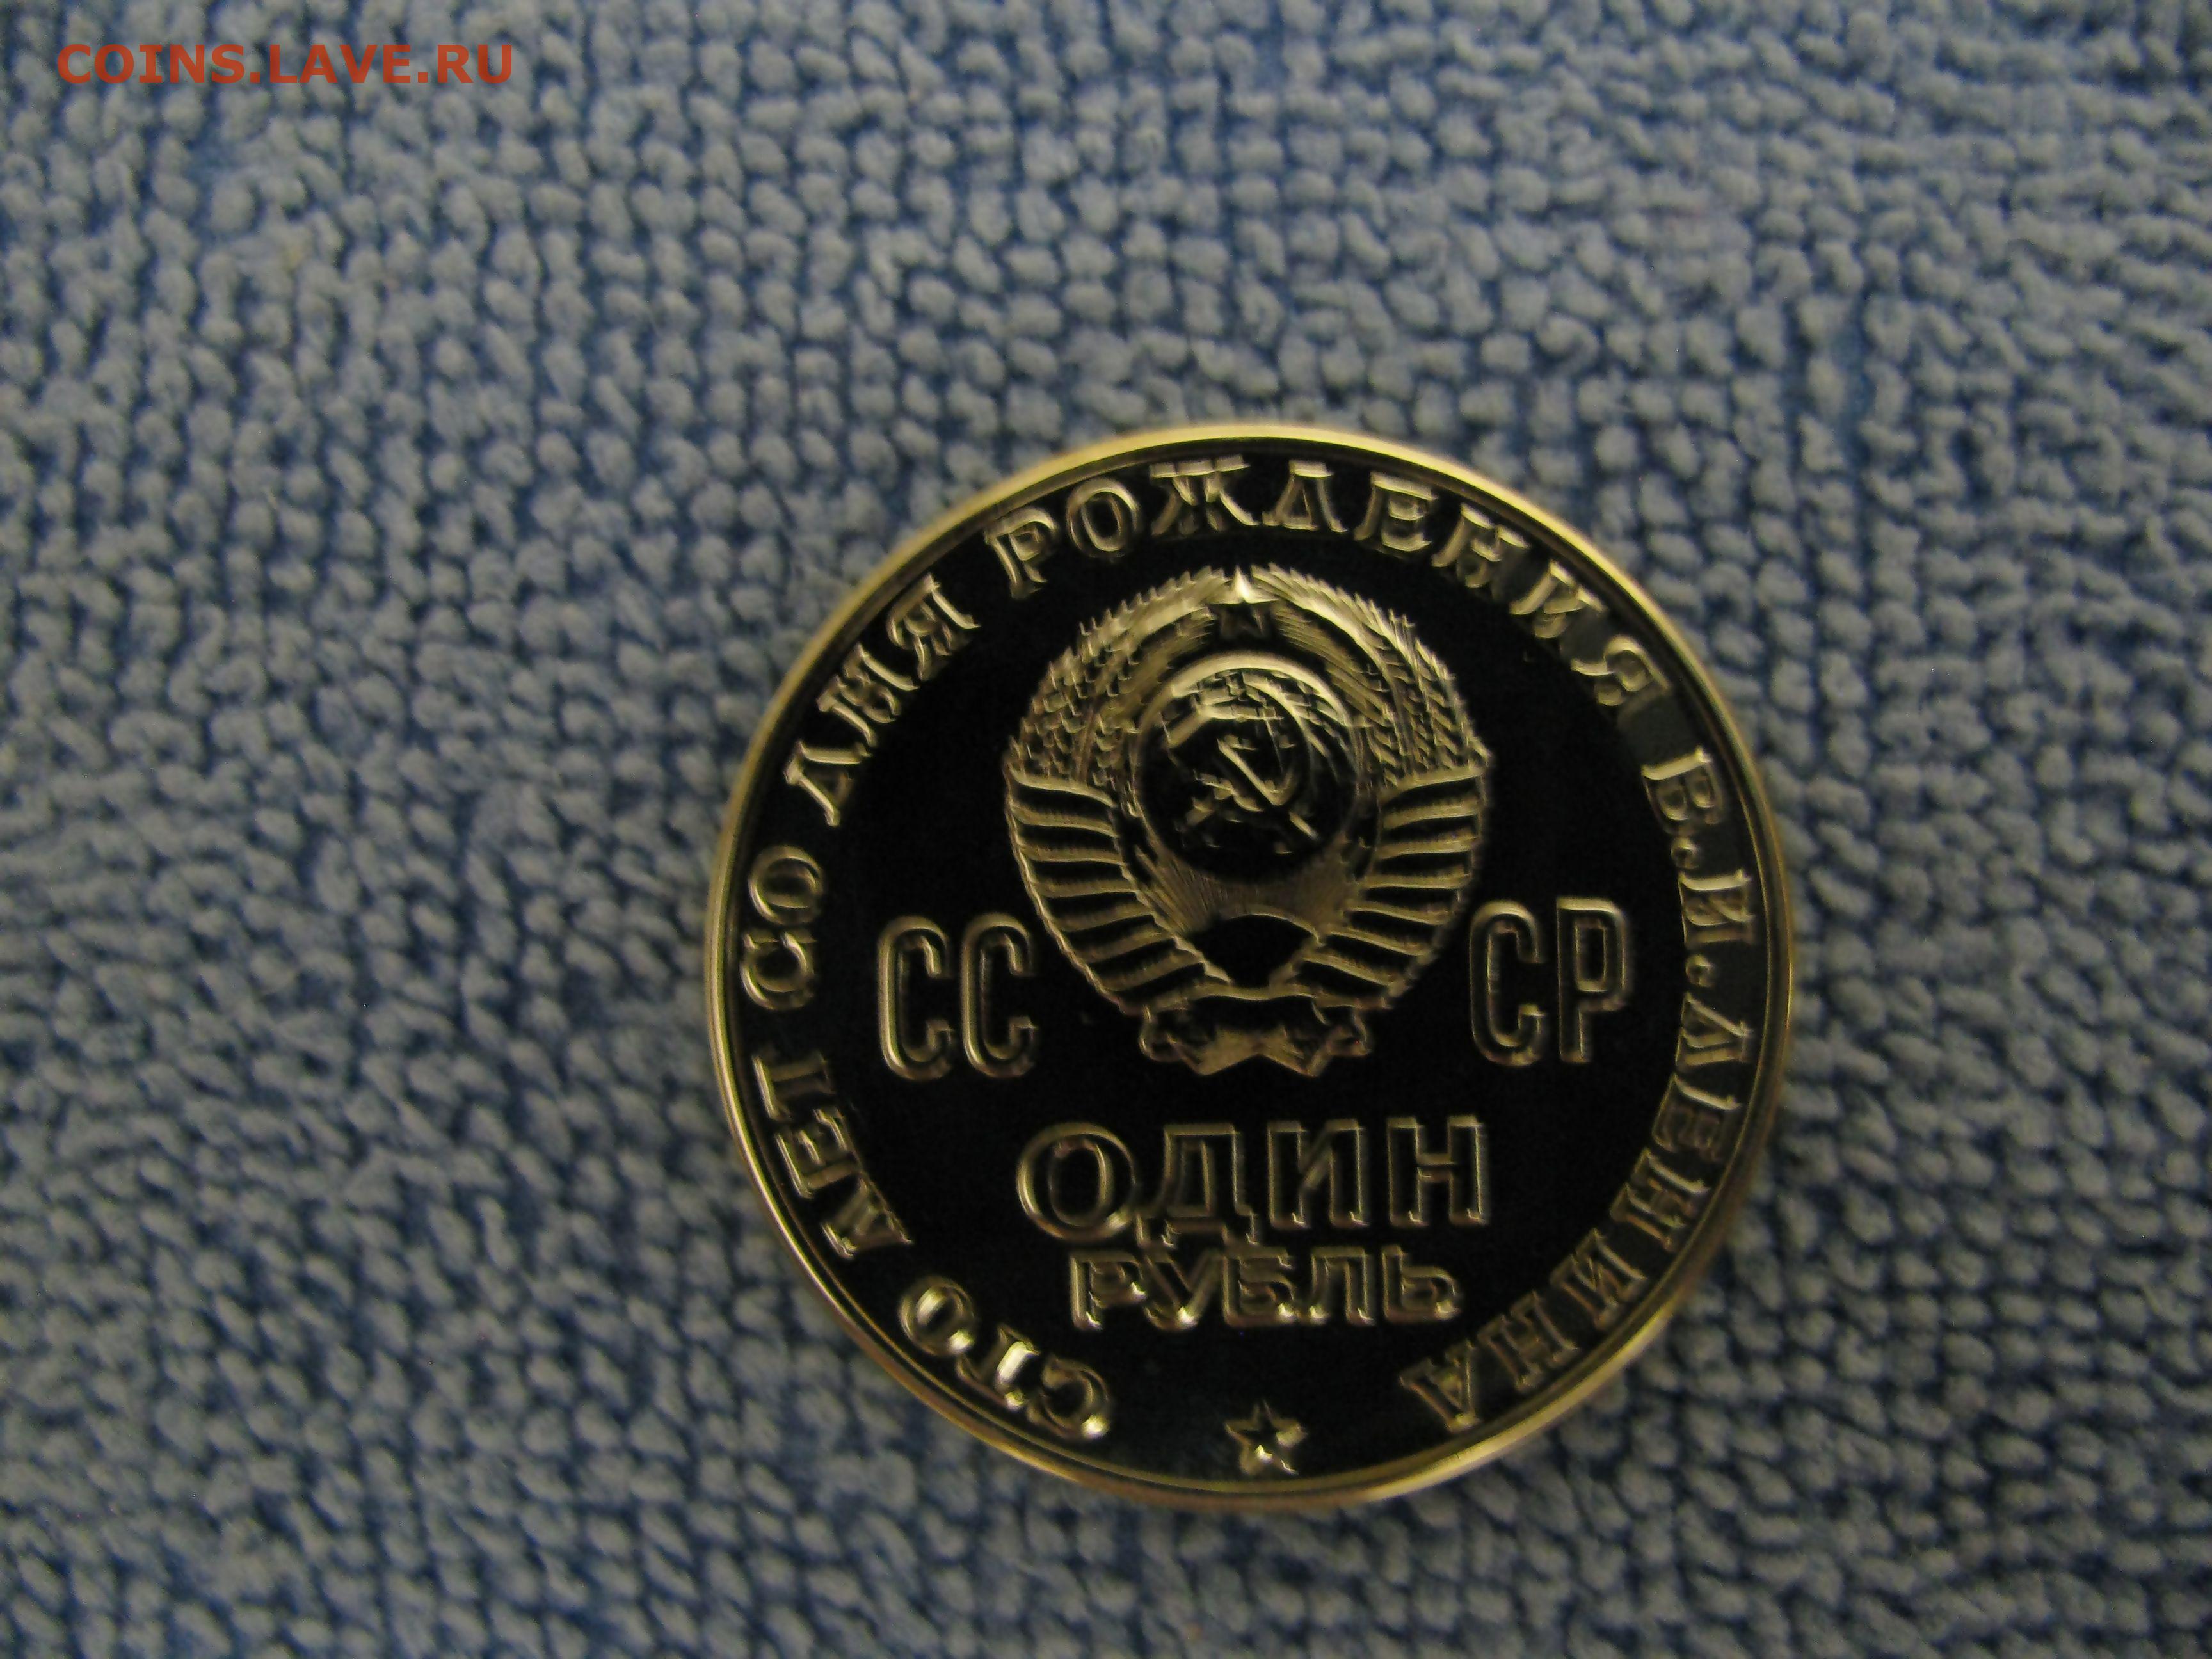 COINS.LAVE.RU
СТО ЛЕТ СО ДНЯ РОЖДЕНИЯ В.И.ЛЕНИНА
СС СР
ОДИН
РУБЛЬ